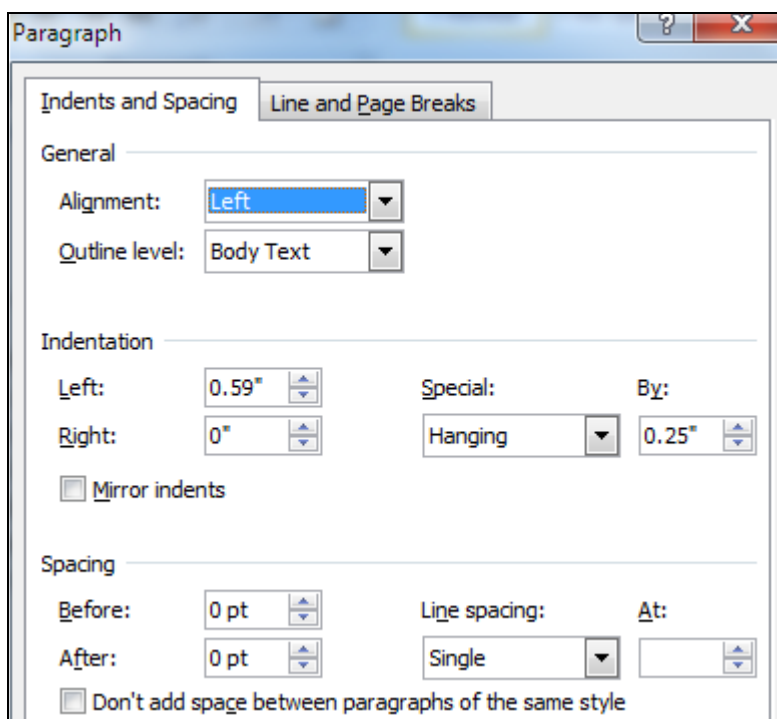 Paragraph ? X
Indents and Spacing Line and Page Breaks
General
Alignment: Left
Outline level: Body Text
Indentation
Left: 0.59" Special: By:
Right: 0" Hanging 0.25"
Mirror indents
Spacing
Before: 0 pt Line spacing: At:
After: 0 pt Single
Don't add space between paragraphs of the same style